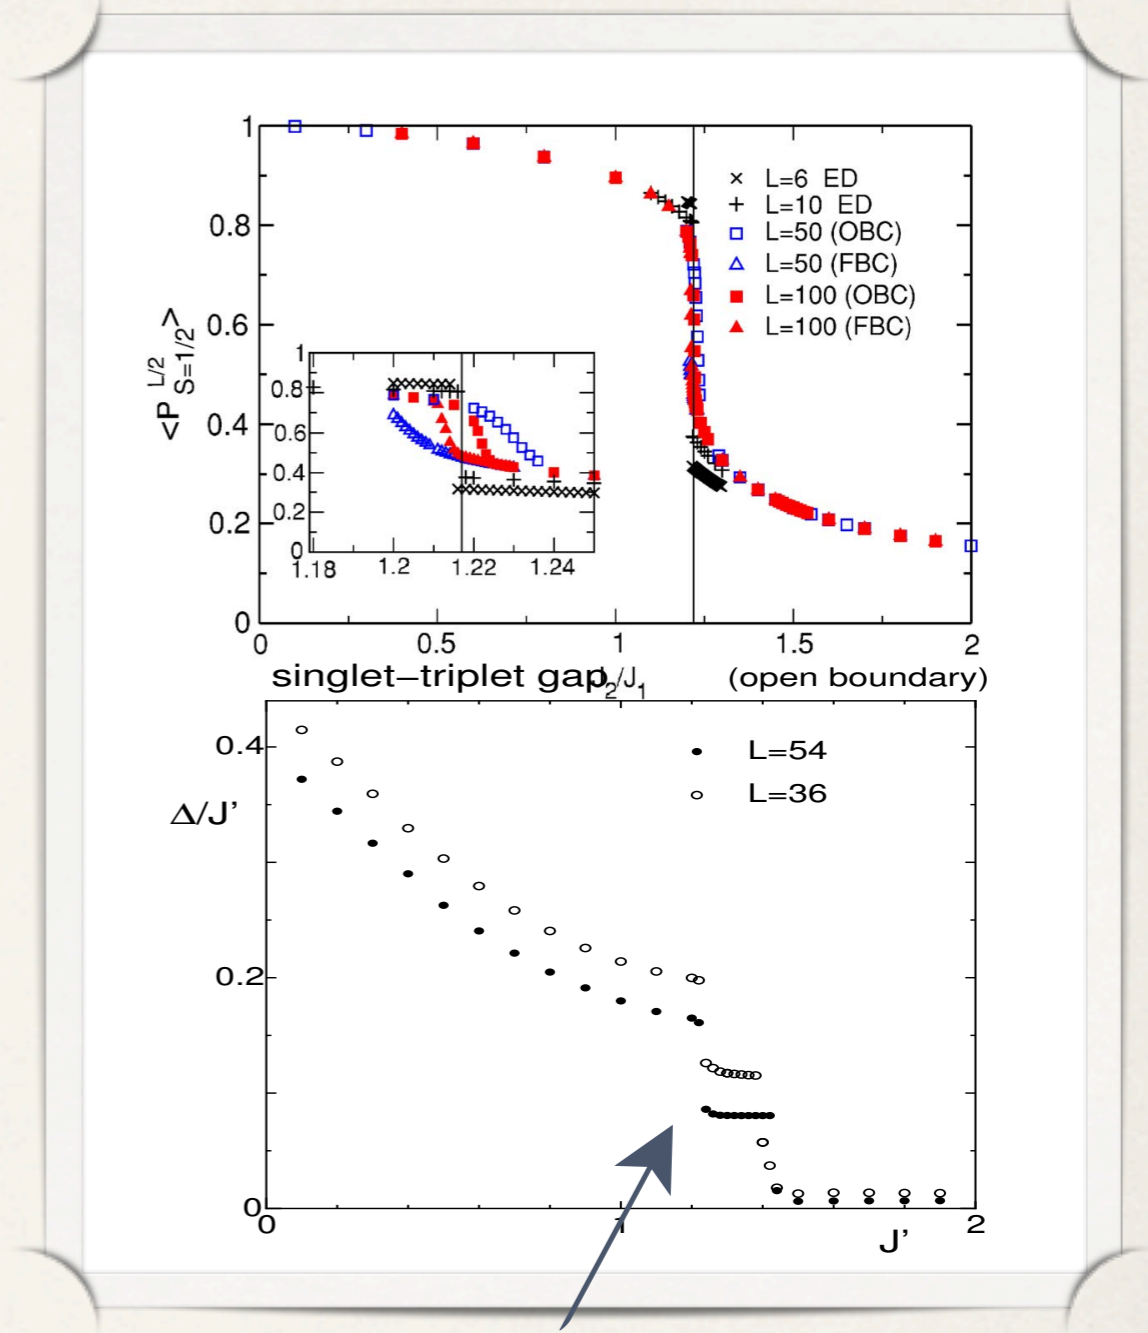 1
0.8
0.6
0.4
0.2
0
<P L/2 S=1/2>
× L=6 ED
+ L=10 ED
L=50 (OBC)
L=50 (FBC)
L=100 (OBC)
L=100 (FBC)
1
0.8
0.6
0.4
0.2
0
1.18 1.2 1.22 1.24
0 0.5 1 1.5 2
singlet–triplet gap J2/J1 (open boundary)
0.4
0.2
0
Δ/J'
L=54
L=36
0 1 2
J'